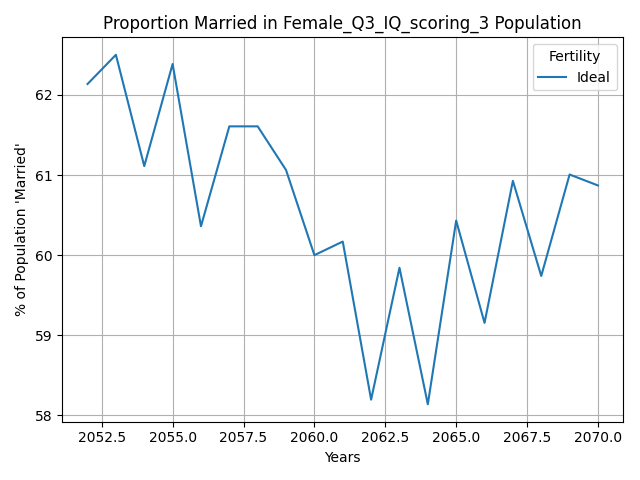 Proportion Married in Female_Q3_IQ_scoring_3 Population
% of Population 'Married'
62
61
60
59
58
Fertility
Ideal
2052.5 2055.0 2057.5 2060.0 2062.5 2065.0 2067.5 2070.0
Years